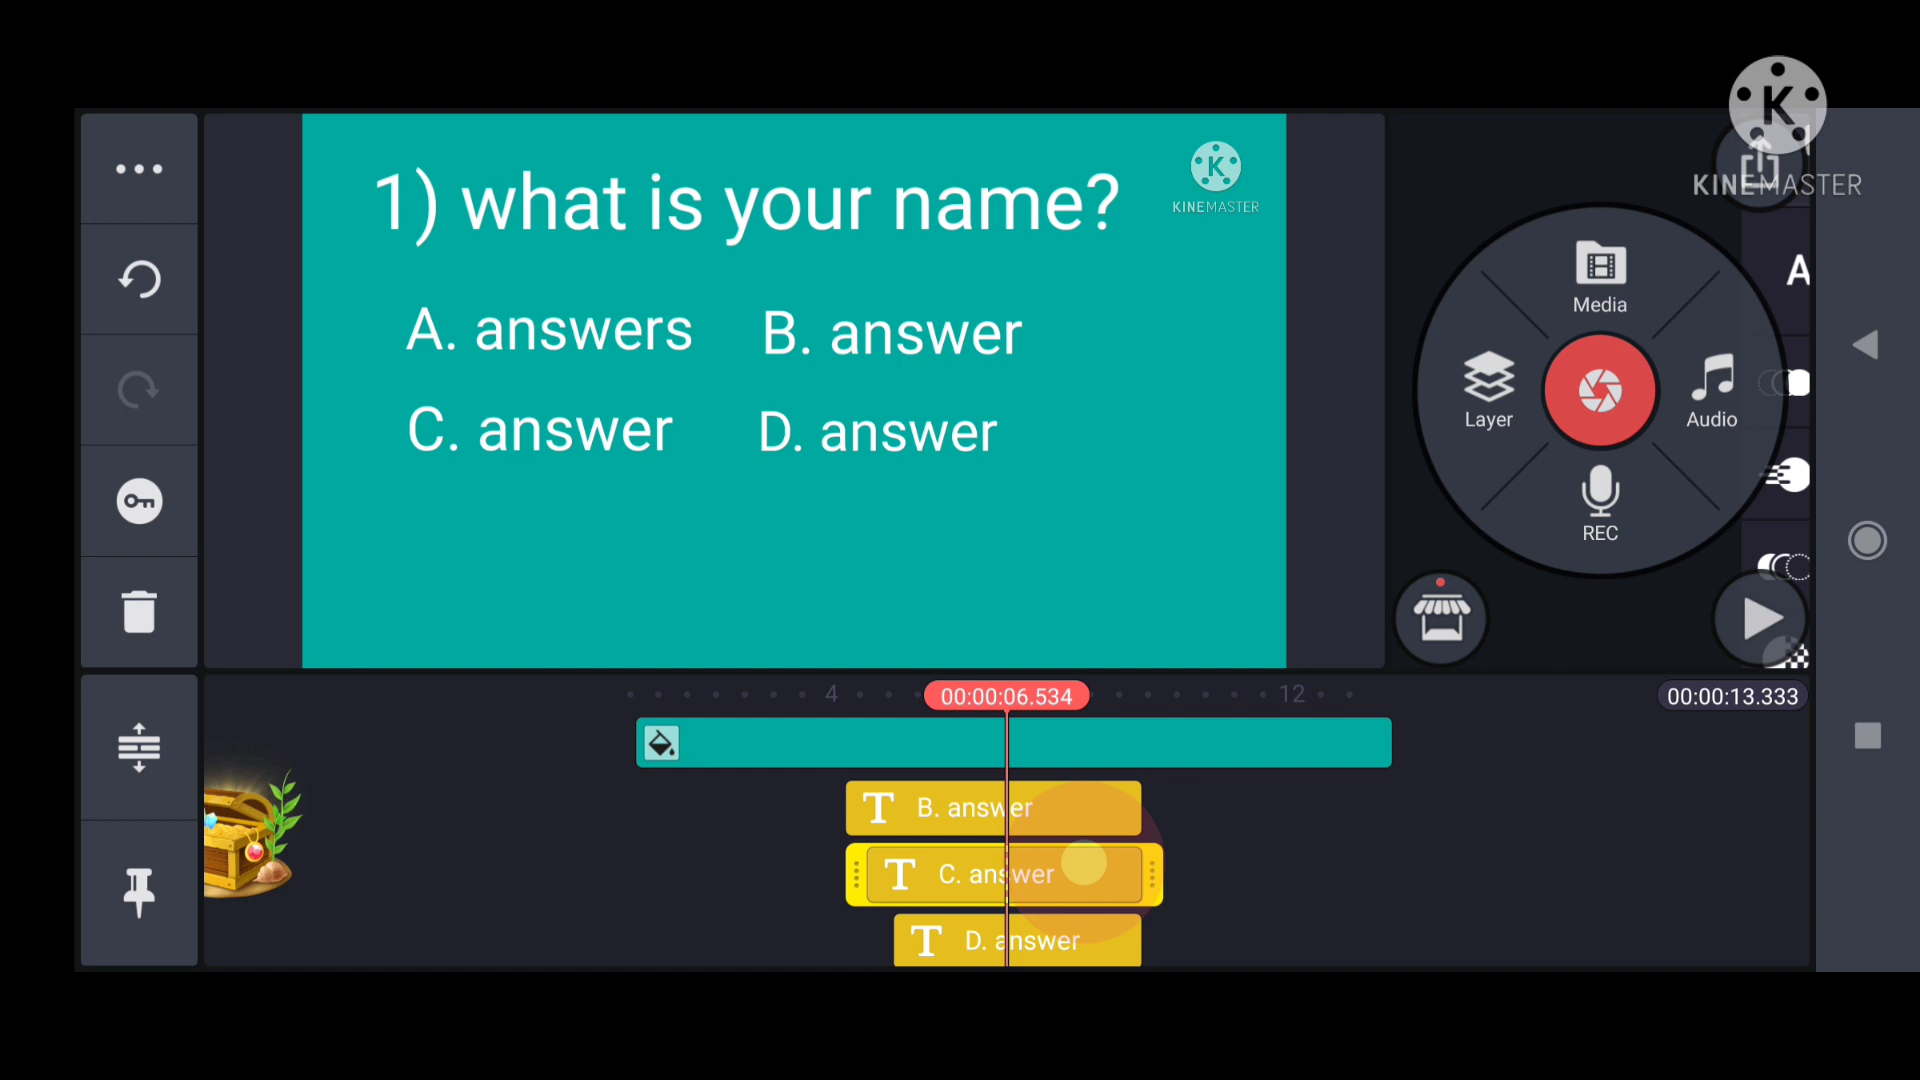 KINEMASTER
1) what is your name?
KINEMASTER
A. answers
B. answer
C. answer
D. answer
A
Media
Layer
Audio
REC
4
00:00:06.534
12
00:00:13.333
T B. answer
T C. answer
T D. answer